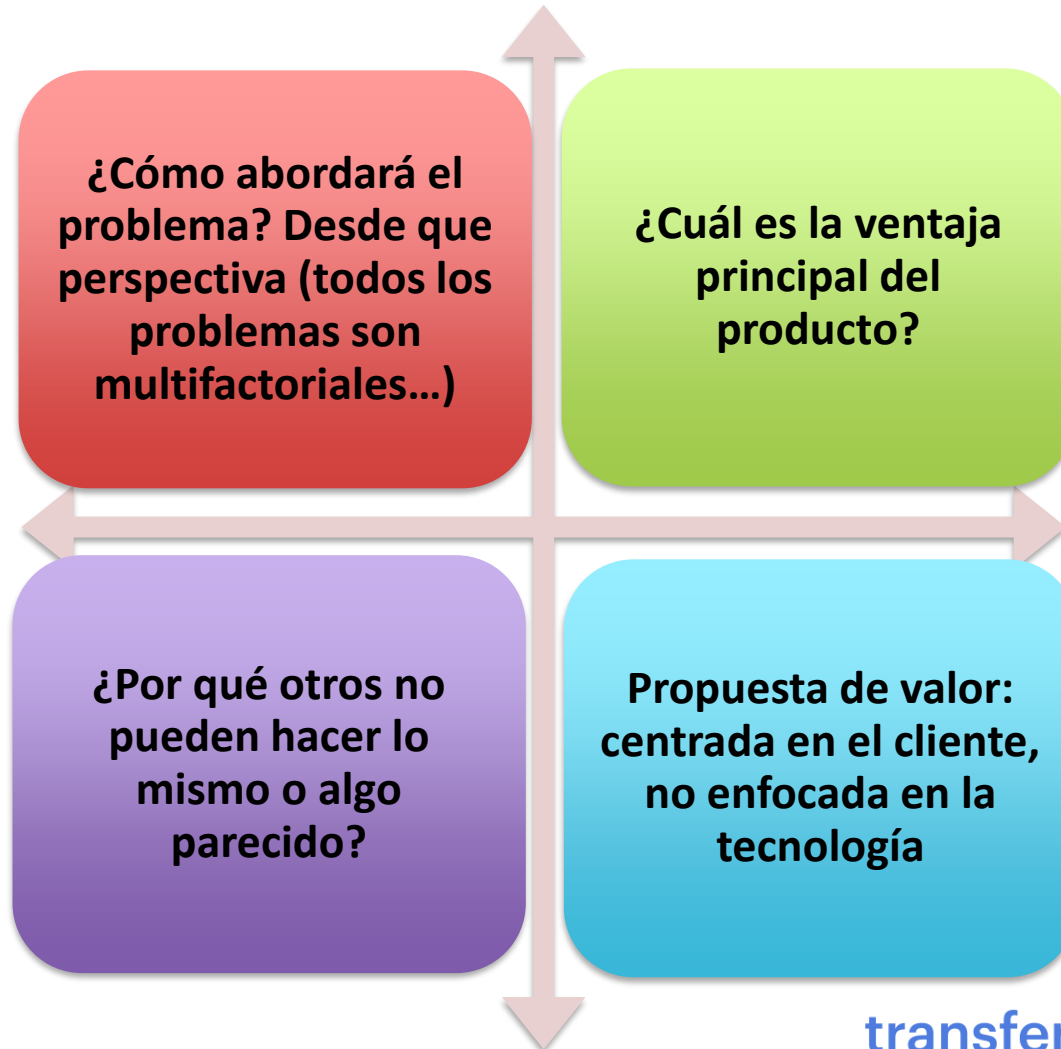 ¿Cómo abordará el
problema? Desde que
perspectiva (todos los
problemas son
multifactoriales…)
¿Cuál es la ventaja
principal del
producto?
¿Por qué otros no
pueden hacer lo
mismo o algo
parecido?
Propuesta de valor:
centrada en el cliente,
no enfocada en la
tecnología
transfer